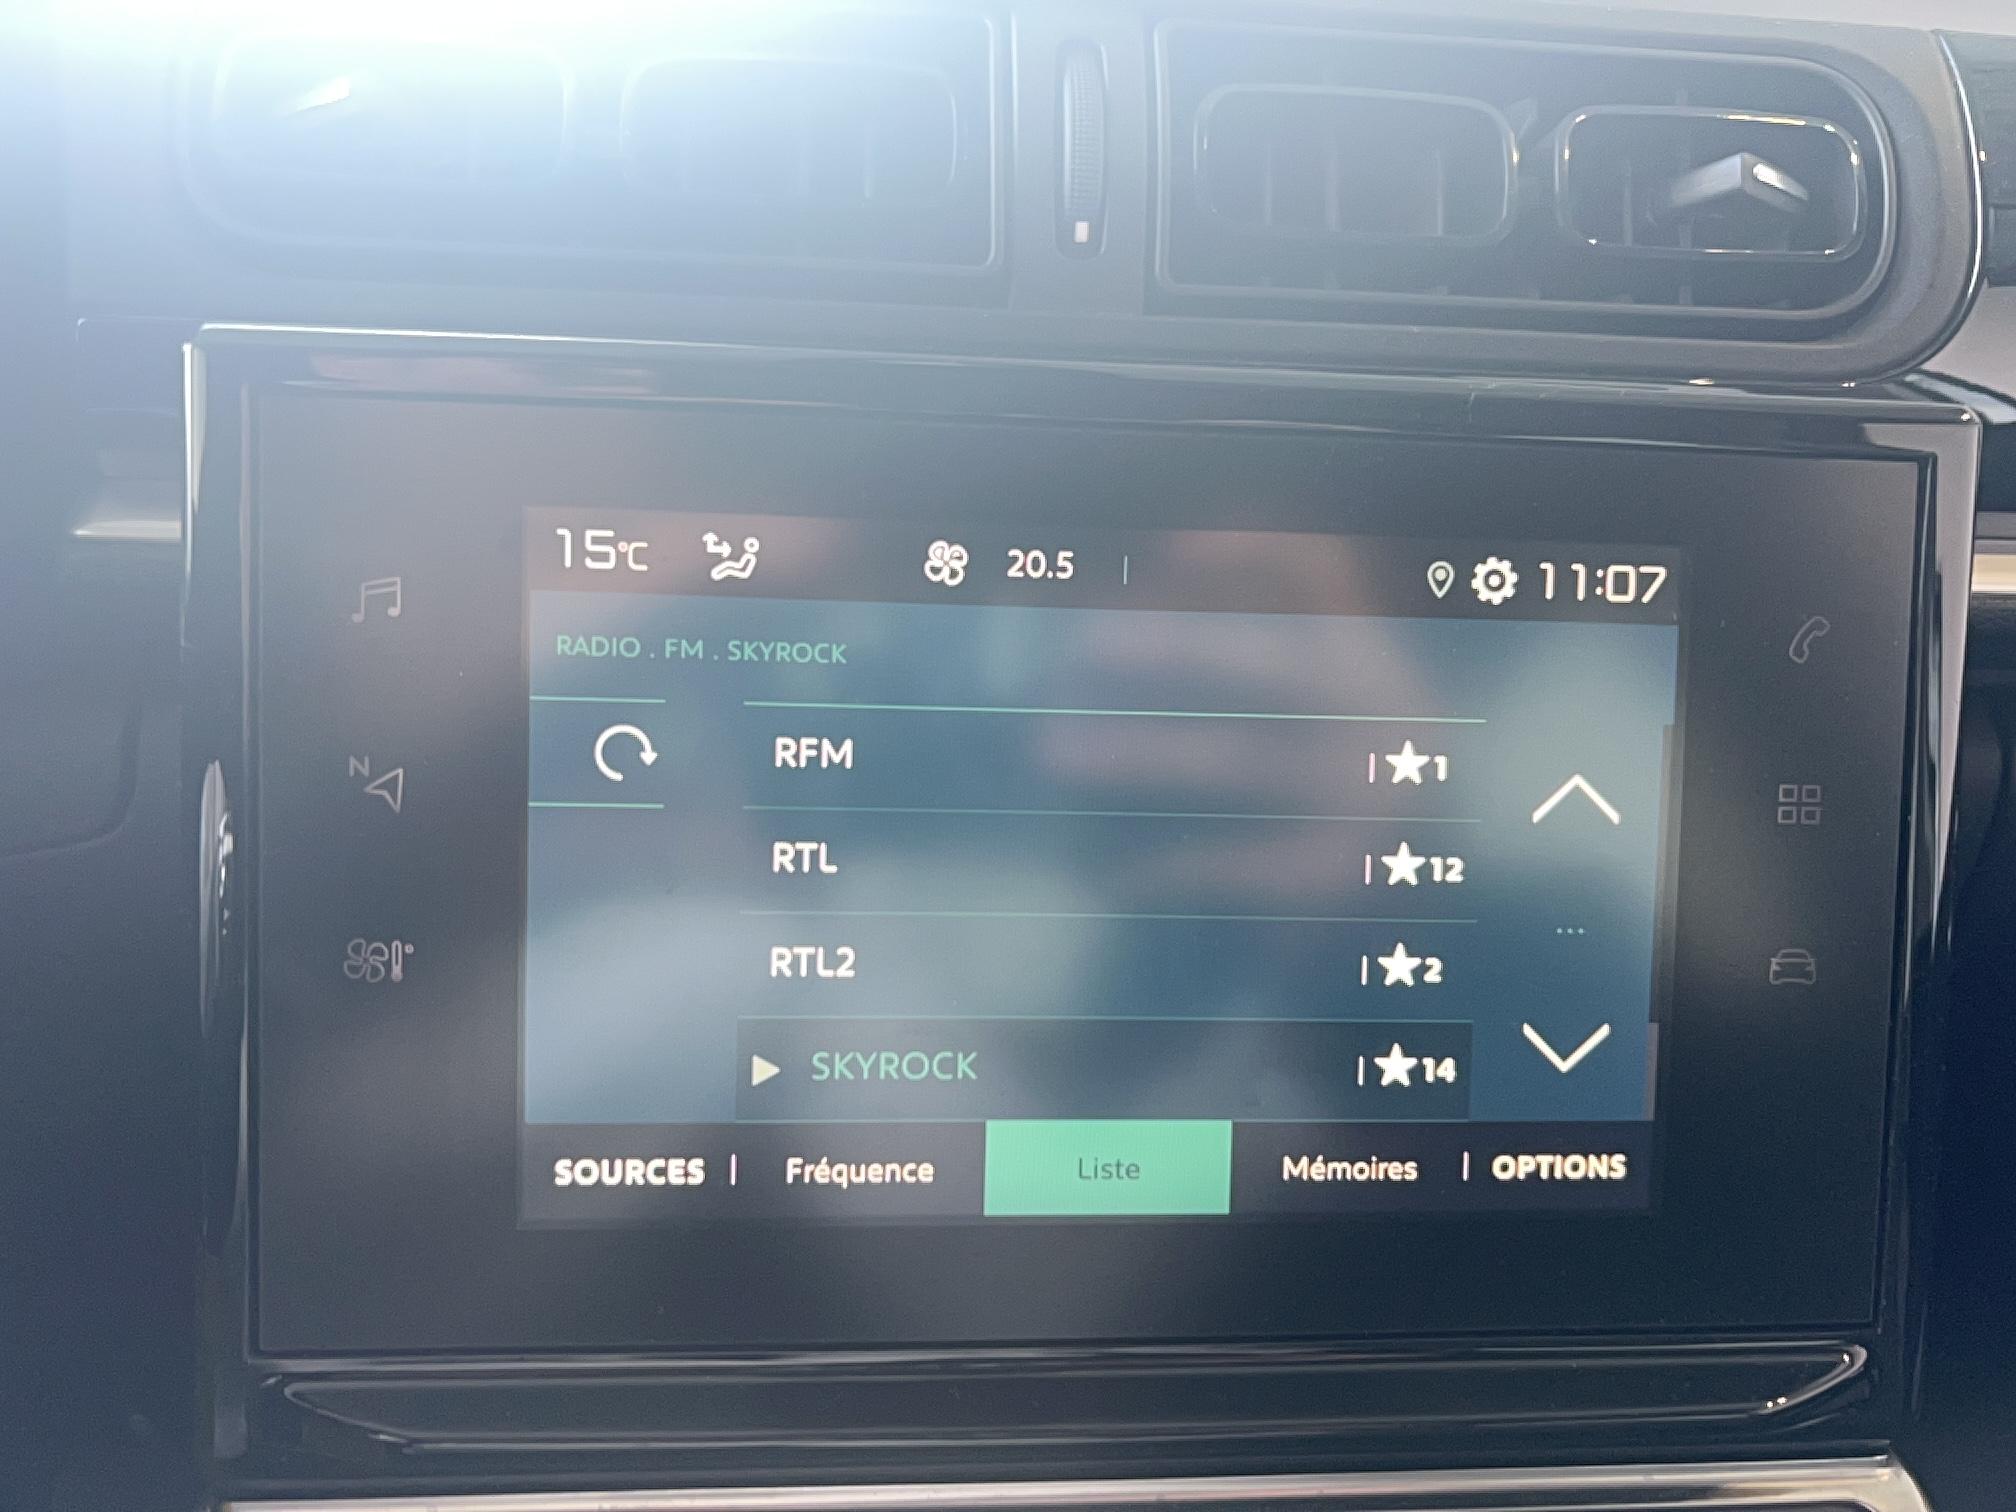 15°C 20.5 11:07
RADIO . FM . SKYROCK
N
RFM 1
RTL 12
RTL2 2
SKYROCK 14
SOURCES Fréquence Liste Mémoires OPTIONS